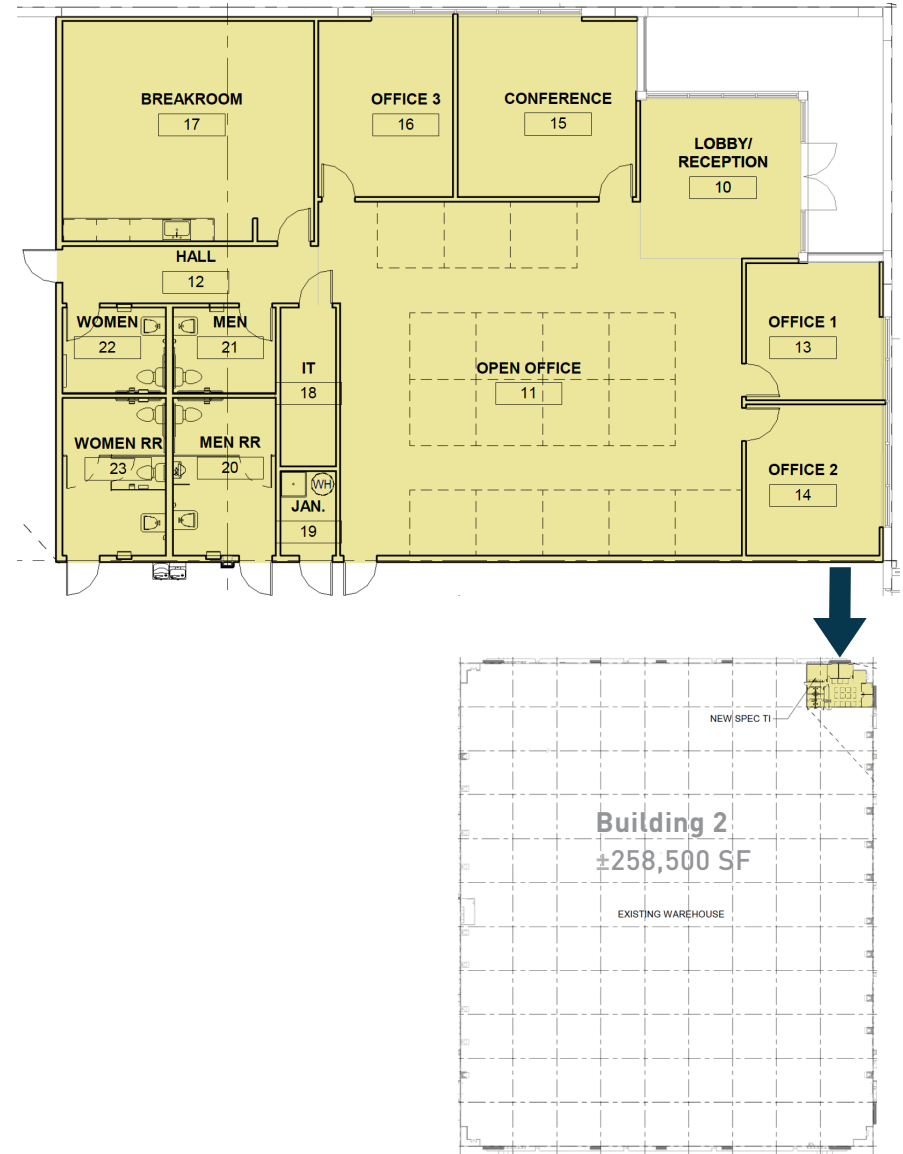 BREAKROOM
17
OFFICE 3
16
CONFERENCE
15
LOBBY/
RECEPTION
10
HALL
12
WOMEN
22
MEN
21
IT
18
OPEN OFFICE
11
OFFICE 1
13
WOMEN RR
23
MEN RR
20
WH
JAN.
19
OFFICE 2
14
NEW SPEC TI
Building 2
±258,500 SF
EXISTING WAREHOUSE